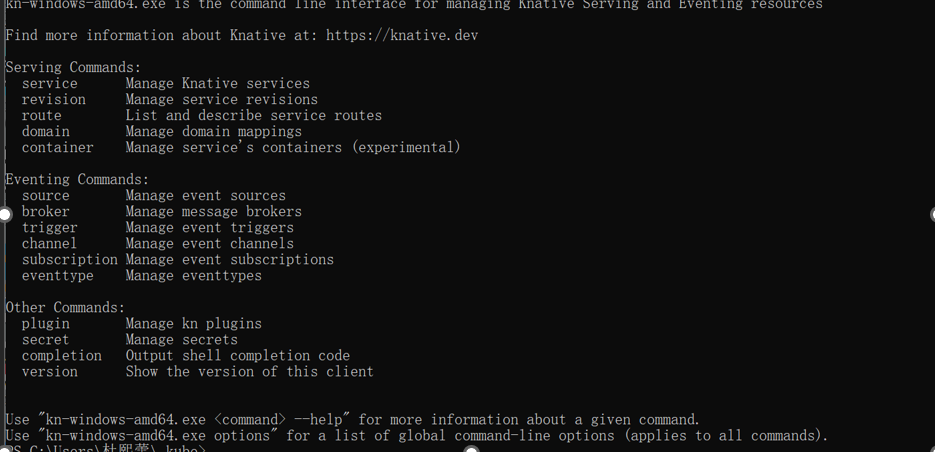 kn-windows-amd64.exe is the command line interface for managing Knative Serving and Eventing resources
Find more information about Knative at: https://knative.dev
Serving Commands:
service Manage Knative services
revision Manage service revisions
route List and describe service routes
domain Manage domain mappings
container Manage service's containers (experimental)
Eventing Commands:
source Manage event sources
broker Manage message brokers
trigger Manage event triggers
channel Manage event channels
subscription Manage event subscriptions
eventtype Manage eventtypes
Other Commands:
plugin Manage kn plugins
secret Manage secrets
completion Output shell completion code
version Show the version of this client
Use "kn-windows-amd64.exe <command> --help" for more information about a given command.
Use "kn-windows-amd64.exe options" for a list of global command-line options (applies to all commands).
PS C:\Users\杜熙蕾\.kube>